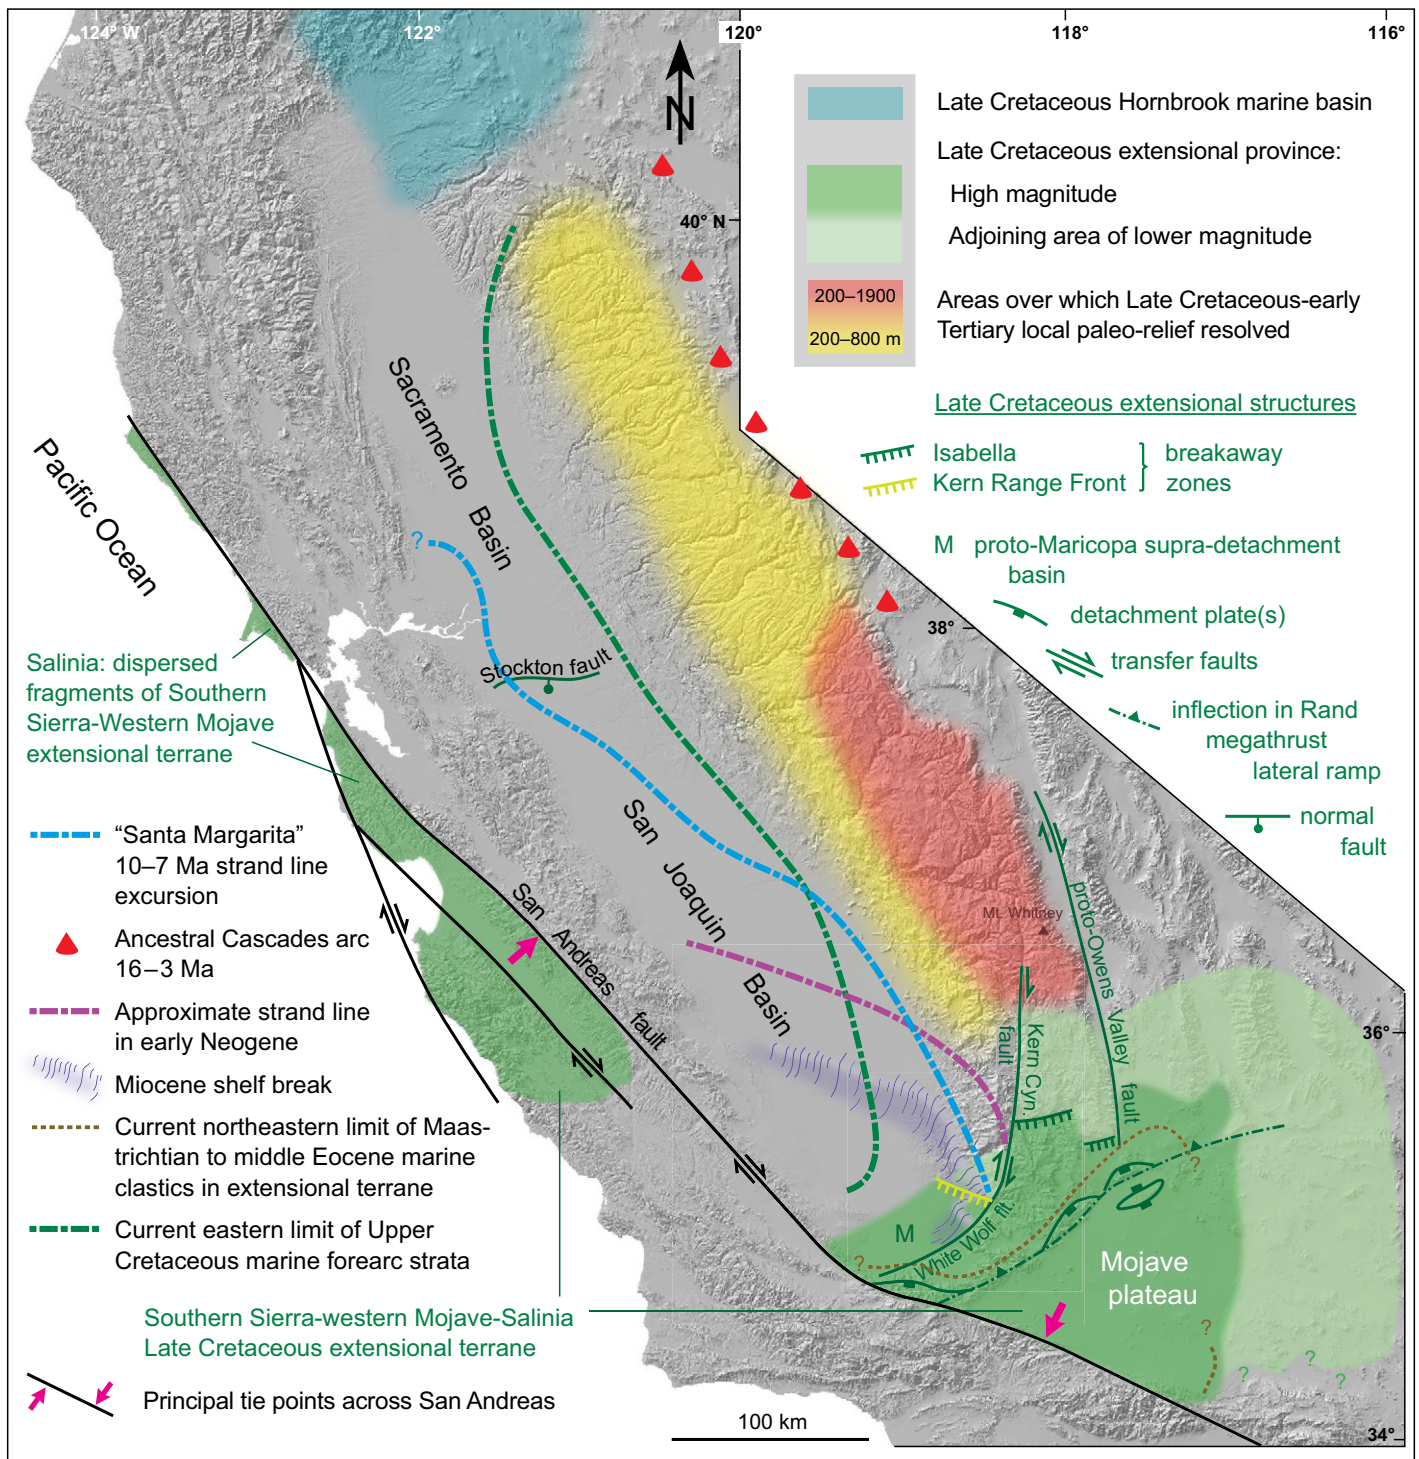 124° W
122°
120°
118°
116°
N
40° N
38°
36°
34°
Late Cretaceous Hornbrook marine basin
Late Cretaceous extensional province:
High magnitude
Adjoining area of lower magnitude
200–1900
200–800 m
Areas over which Late Cretaceous-early
Tertiary local paleo-relief resolved
Late Cretaceous extensional structures
Isabella
Kern Range Front
breakaway
zones
M proto-Maricopa supra-detachment
basin
detachment plate(s)
transfer faults
inflection in Rand
megathrust
lateral ramp
normal
fault
Pacific Ocean
Sacramento Basin
?
Stockton fault
San Joaquin Basin
San Andreas fault
Mt. Whitney
proto-Owens Valley fault
Kern Cyn.
fault
White Wolf flt.
M
?
?
?
?
?
?
Mojave
plateau
Salinia: dispersed
fragments of Southern
Sierra-Western Mojave
extensional terrane
“Santa Margarita”
10–7 Ma strand line
excursion
Ancestral Cascades arc
16–3 Ma
Approximate strand line
in early Neogene
Miocene shelf break
Current northeastern limit of Maas-
trichtian to middle Eocene marine
clastics in extensional terrane
Current eastern limit of Upper
Cretaceous marine forearc strata
Southern Sierra-western Mojave-Salinia
Late Cretaceous extensional terrane
Principal tie points across San Andreas
100 km